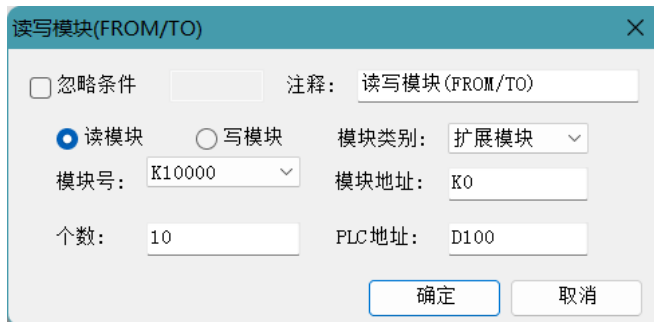 读写模块(FROM/TO)
忽略条件 注释: 读写模块(FROM/TO)
读模块 写模块 模块类别: 扩展模块
模块号: K10000 模块地址: K0
个数: 10 PLC地址: D100
确定 取消